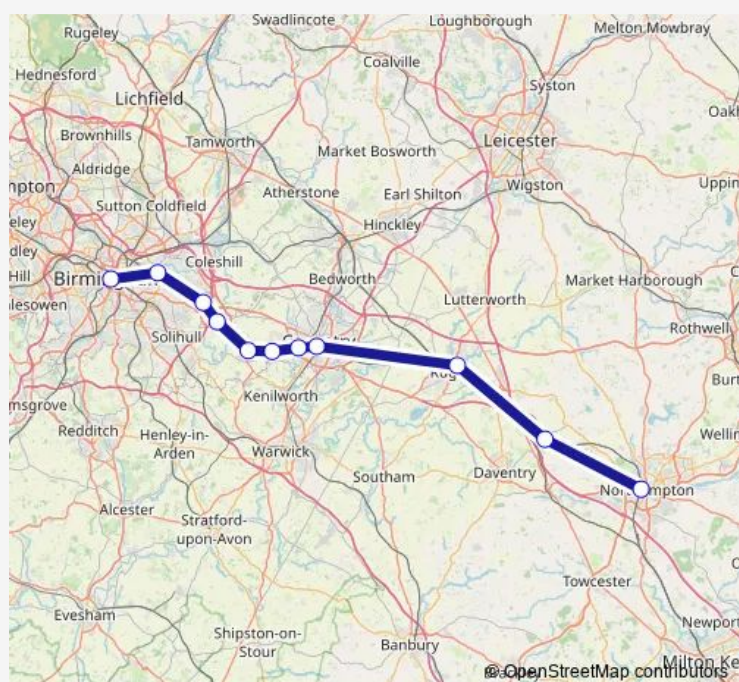 Swadlincote
Loughborough
Rugeley
Melton Mowbray
Coalville
Hednesford
Syston
Lichfield
Brownhills
Tamworth
Leicester
Market Bosworth
Aldridge
Wigston
Atherstone
Earl Shilton
Sutton Coldfield
Hinckley
Coleshill
Bedworth
Market Harborough
Lutterworth
Rothwell
Solihull
Kenilworth
Redditch
Henley-in-
Arden
Warwick
Daventry
Southam
Alcester
Stratford-
upon-Avon
Towcester
Evesham
Shipston-on-
Stour
Banbury
© OpenStreetMap contributors